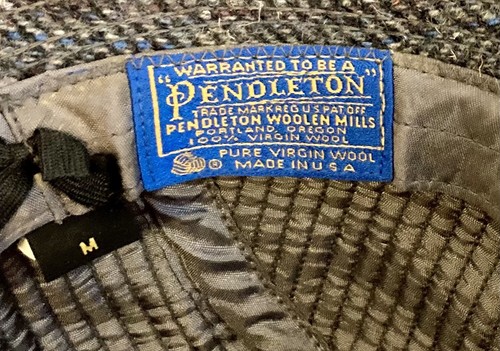 "WARRANTED TO BE A
PENDLETON"
TRADE MARK REG U S PAT OFF
PENDLETON WOOLEN MILLS
PORTLAND, OREGON
100% VIRGIN WOOL
® PURE VIRGIN WOOL
MADE IN U S A
M